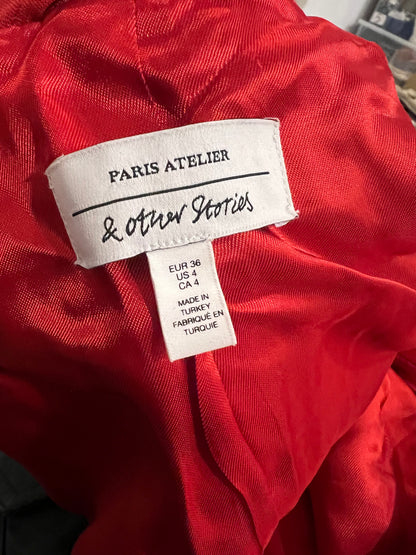 PARIS ATELIER
& other Stories
EUR 36
US 4
CA 4
MADE IN
TURKEY
FABRIQUÉ EN
TURQUIE